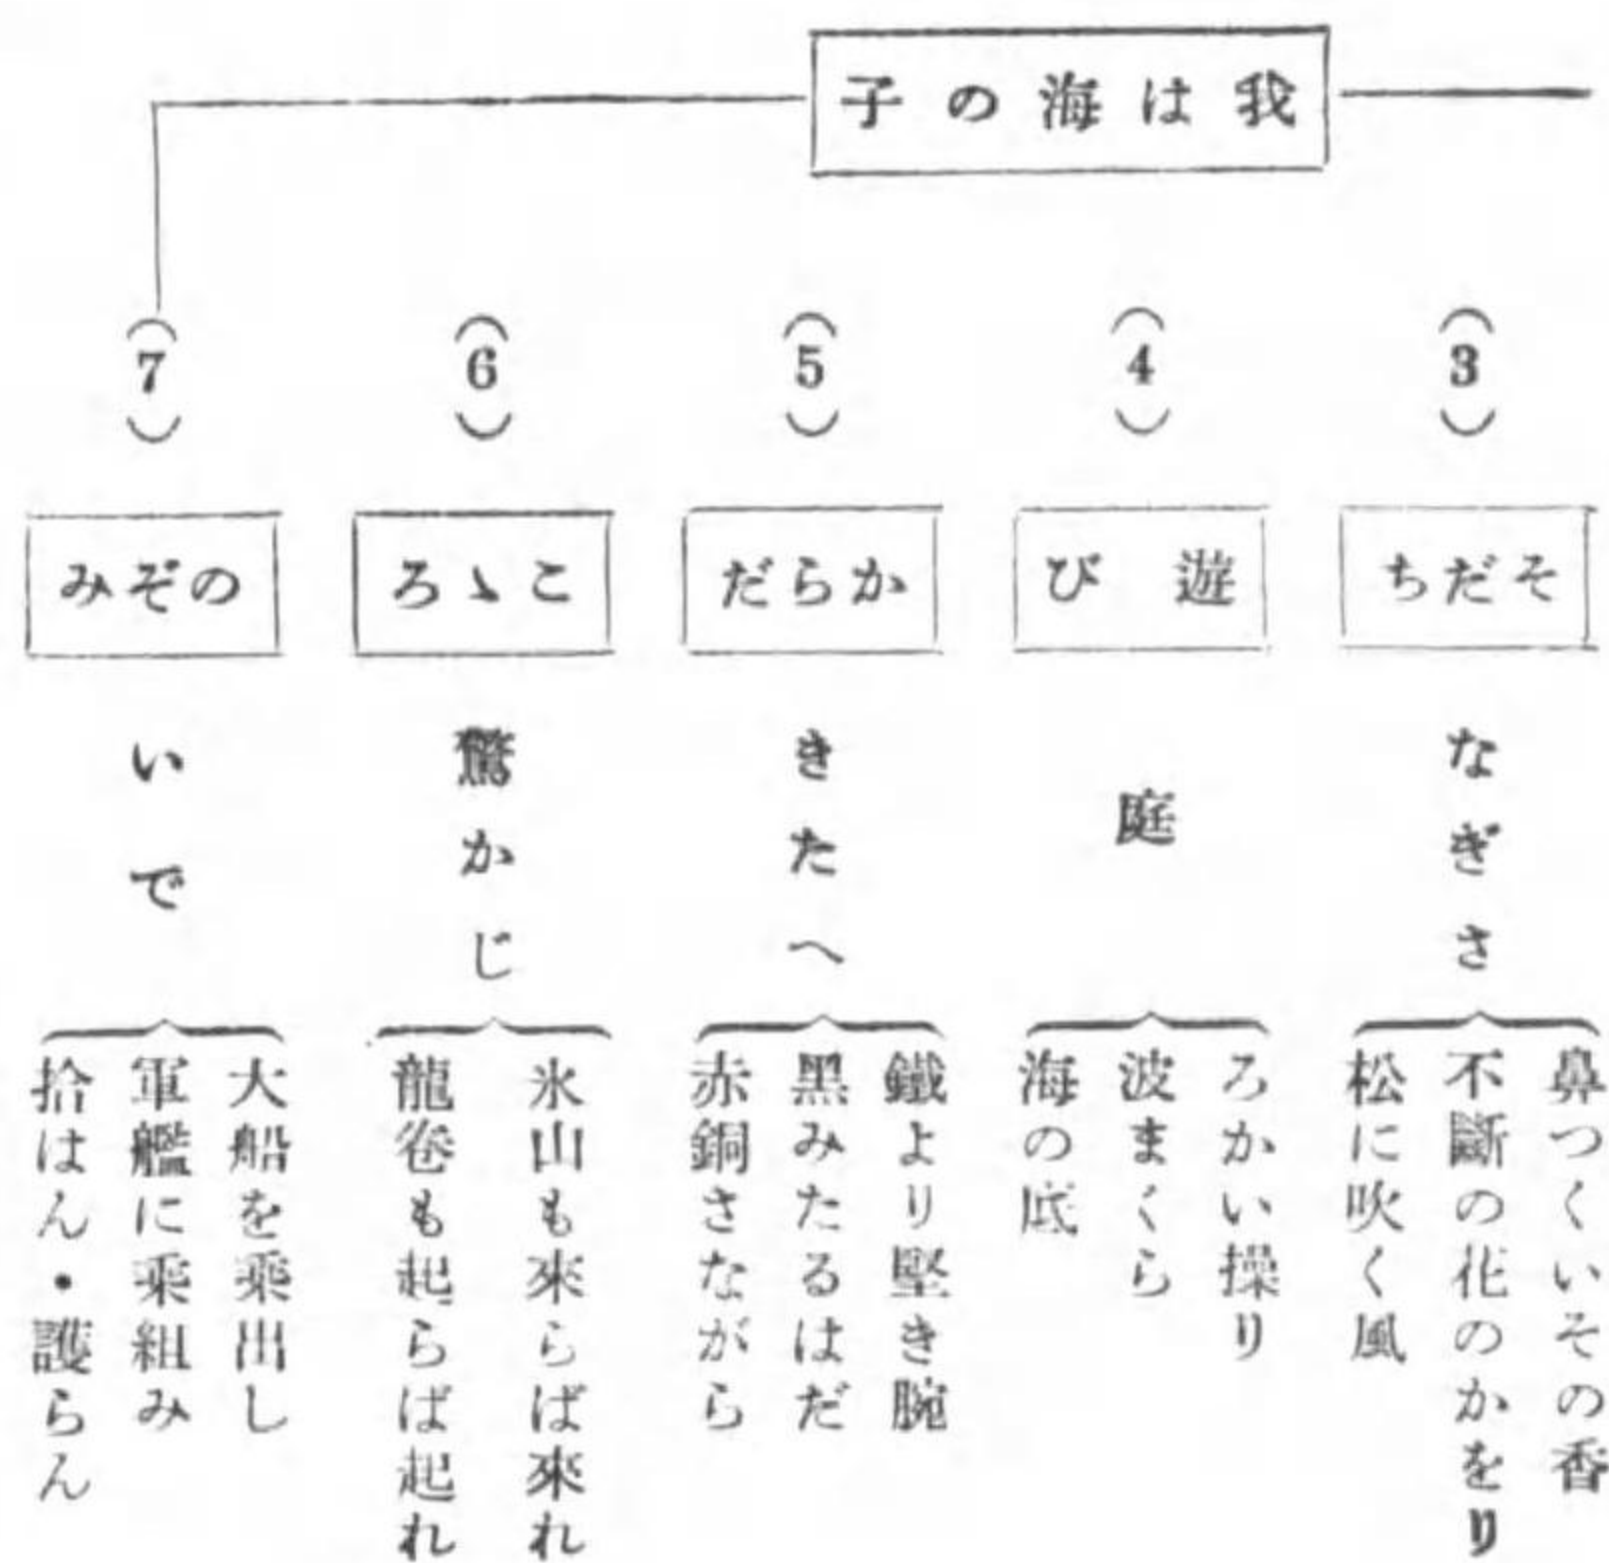 我は海の子
（3）
そだち
なぎさ
鼻つくいその香
不斷の花のかをり
松に吹く風
（4）
遊び
庭
ろかい操り
波まくら
海の底
（5）
からだ
きたへ
鐵より堅き腕
黑みたるはだ
赤銅さながら
（6）
こゝろ
驚かじ
氷山も來らば來れ
龍卷も起らば起れ
（7）
のぞみ
いで
大船を乘出し
軍艦に乘組み
拾はん・護らん